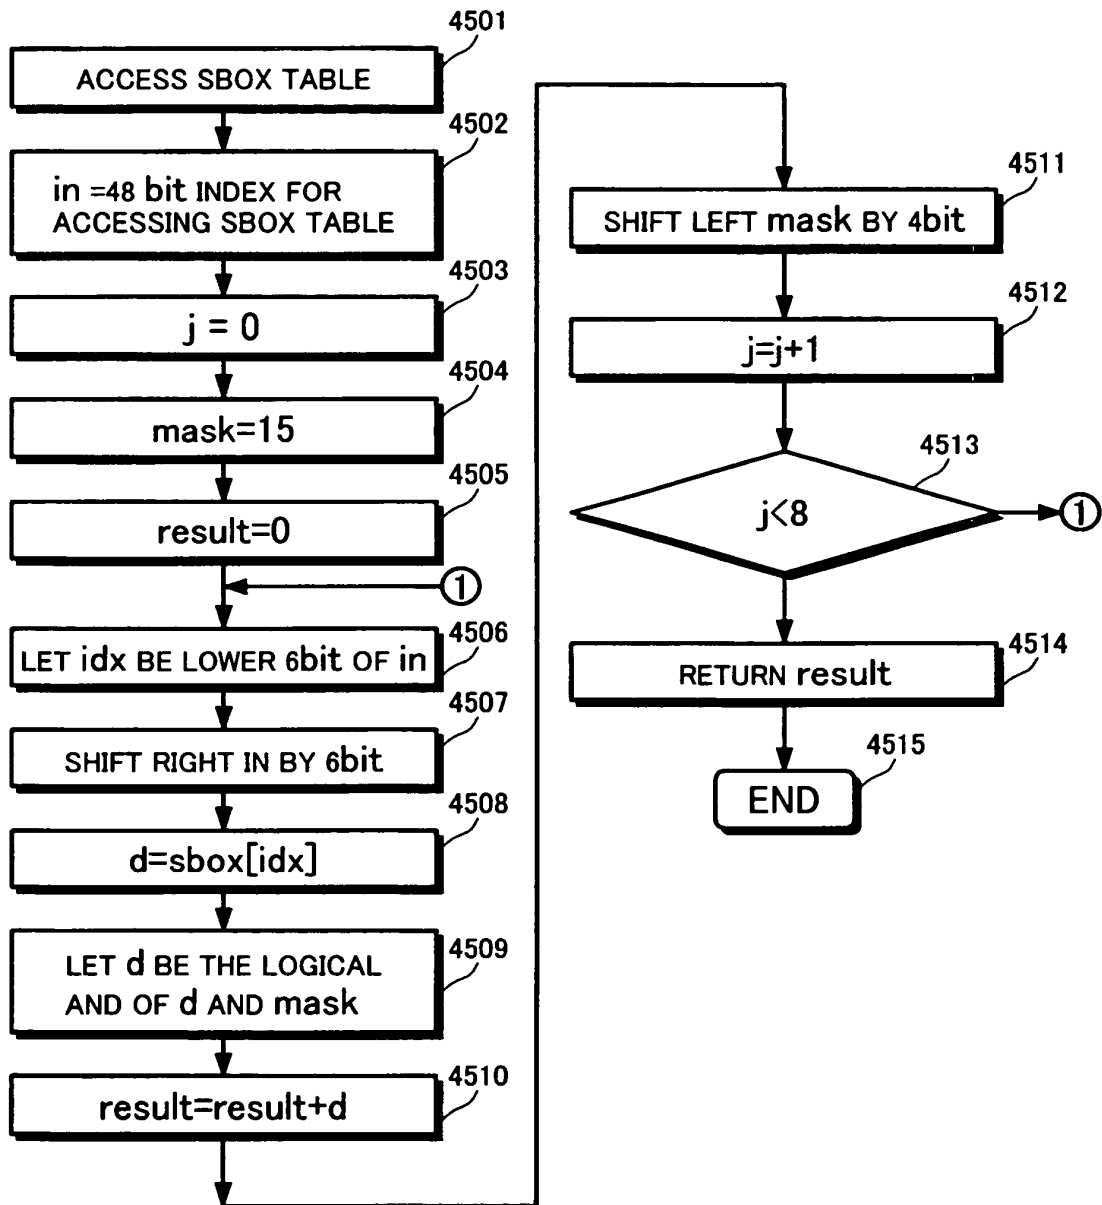 4501
ACCESS SBOX TABLE
4502
in =48 bit INDEX FOR
ACCESSING SBOX TABLE
4503
j = 0
4504
mask=15
4505
result=0
1
4506
LET idx BE LOWER 6bit OF in
4507
SHIFT RIGHT IN BY 6bit
4508
d=sbox[idx]
4509
LET d BE THE LOGICAL
AND OF d AND mask
4510
result=result+d
4511
SHIFT LEFT mask BY 4bit
4512
j=j+1
4513
j<8
1
4514
RETURN result
4515
END